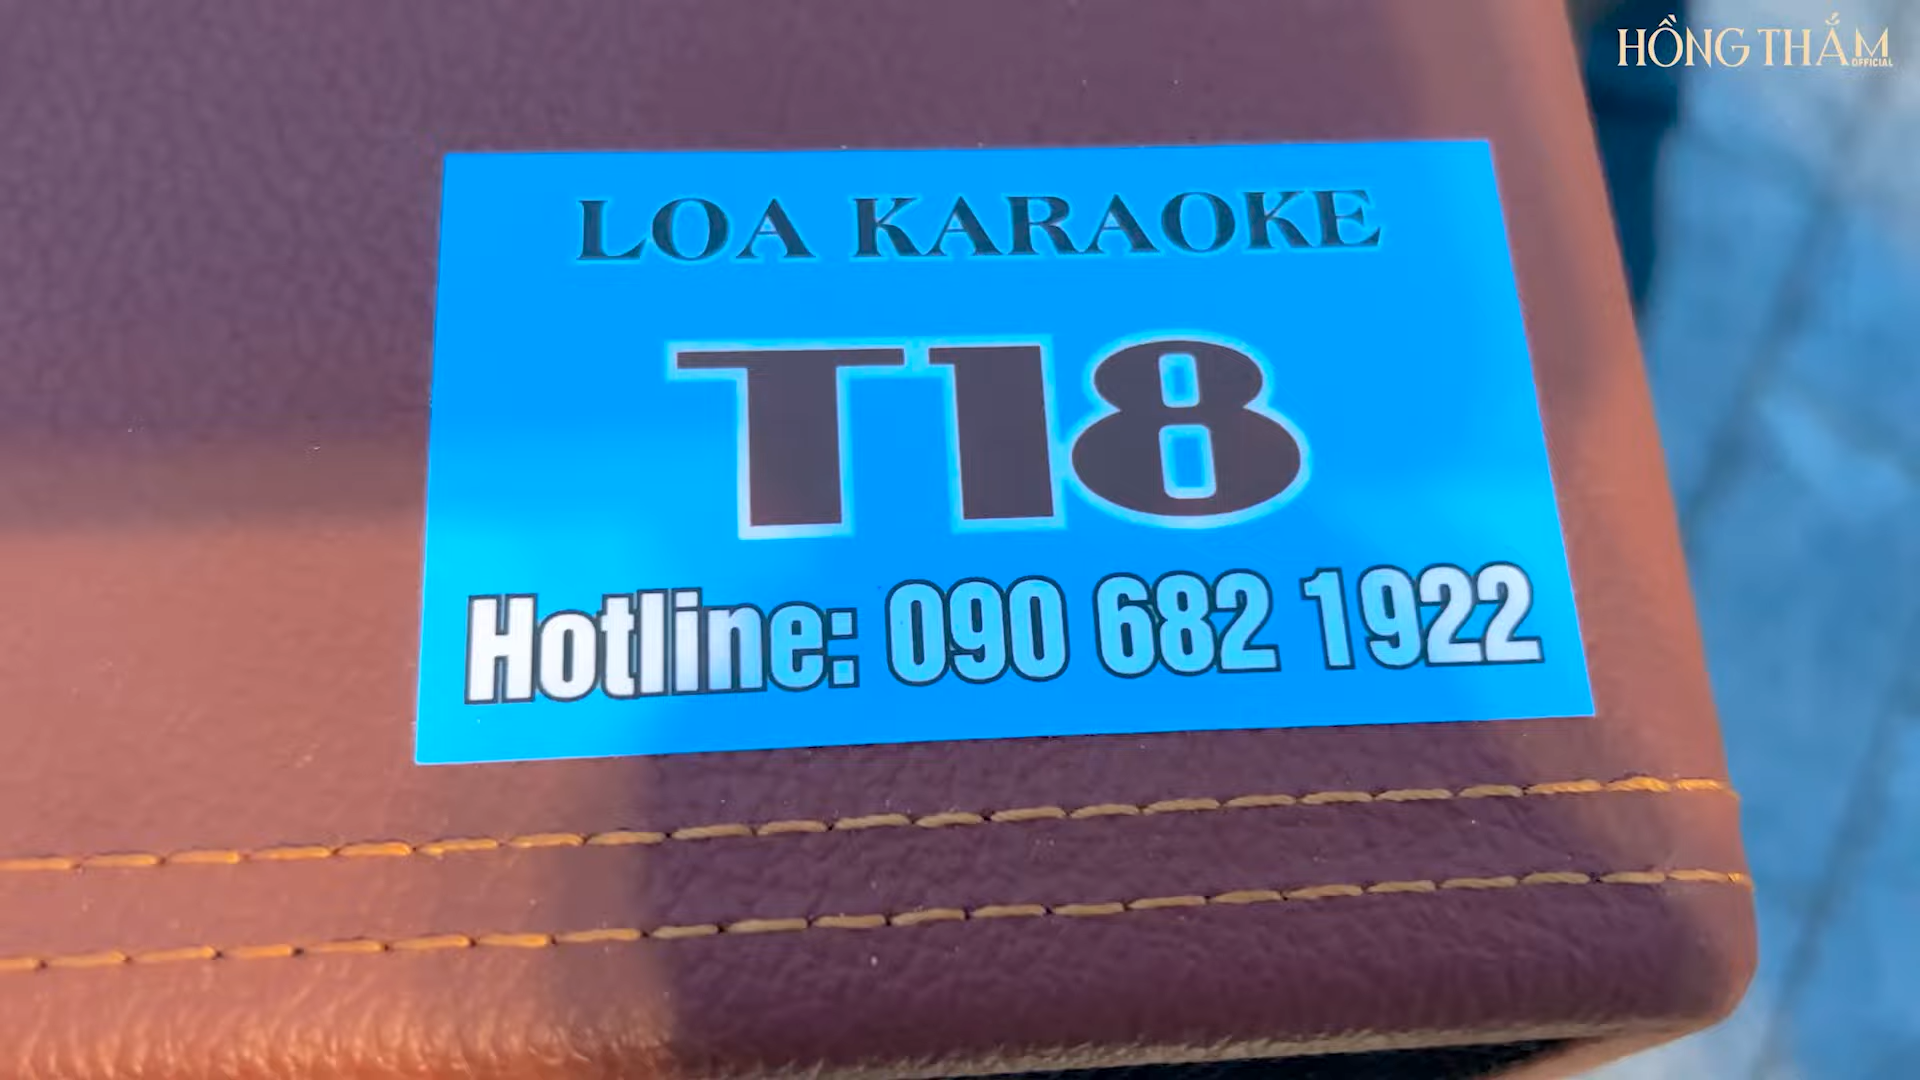 HỒNG THẮM
OFFICIAL
LOA KARAOKE
T18
Hotline: 090 682 1922